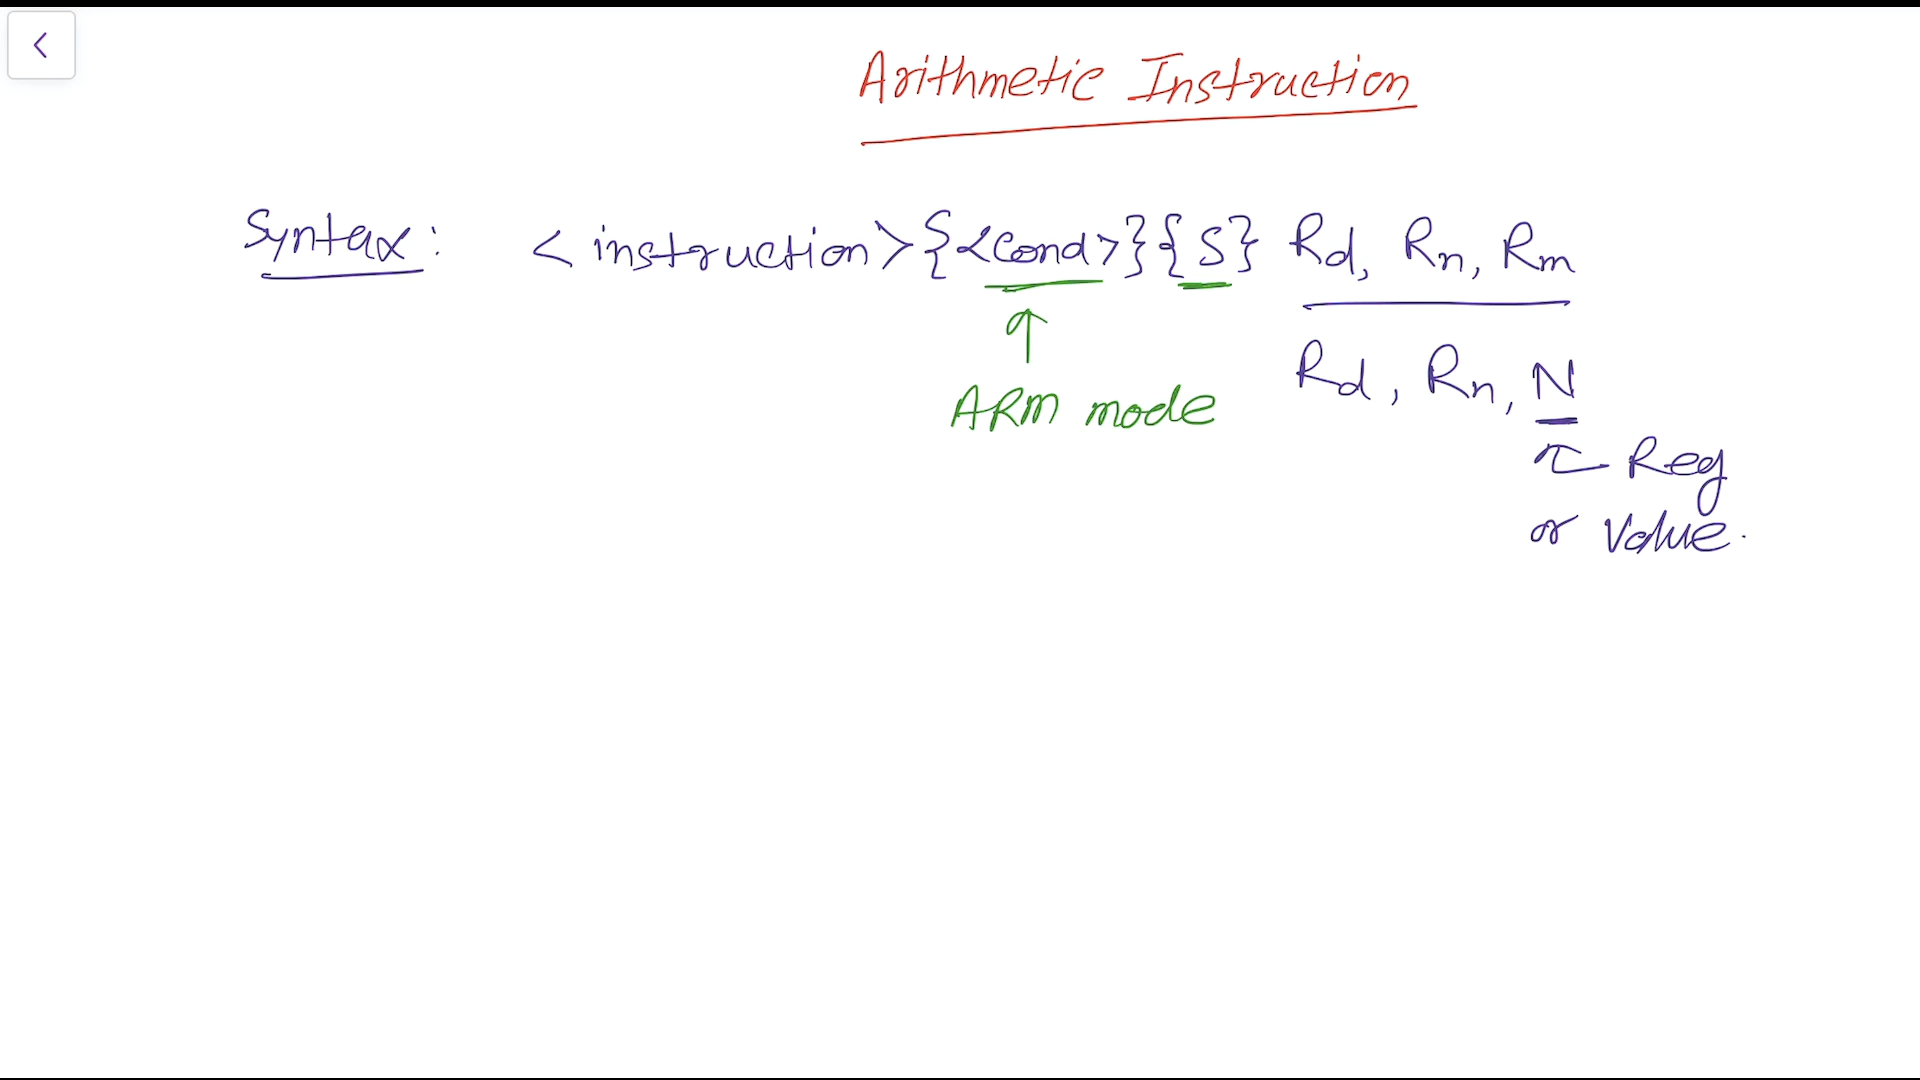 Arithmetic Instruction
Syntax: <instruction>{<cond>}{S} Rd, Rn, Rm
Rd, Rn, N
ARM mode
Reg
or Value.